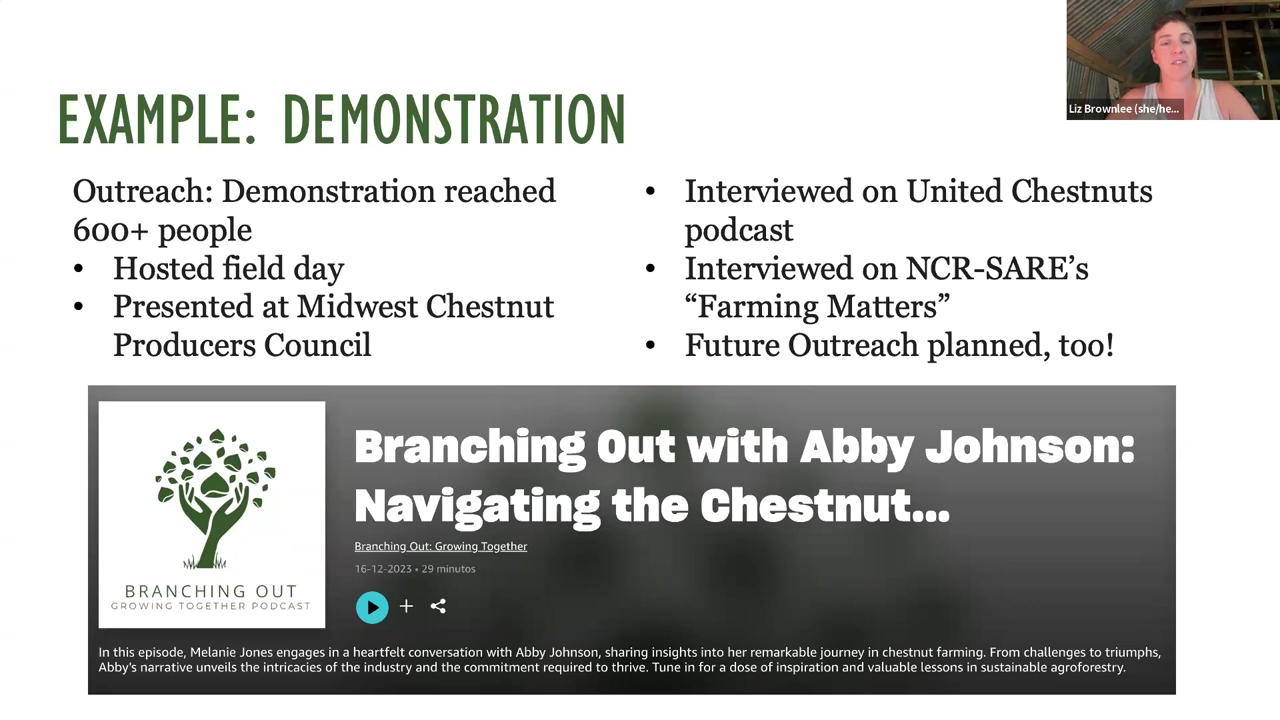 Liz Brownlee (she/he...
EXAMPLE: DEMONSTRATION
Outreach: Demonstration reached
600+ people
• Hosted field day
• Presented at Midwest Chestnut
Producers Council
• Interviewed on United Chestnuts
podcast
• Interviewed on NCR-SARE’s
“Farming Matters”
• Future Outreach planned, too!
BRANCHING OUT
GROWING TOGETHER PODCAST
Branching Out with Abby Johnson:
Navigating the Chestnut...
Branching Out: Growing Together
16-12-2023 • 29 minutos
In this episode, Melanie Jones engages in a heartfelt conversation with Abby Johnson, sharing insights into her remarkable journey in chestnut farming. From challenges to triumphs,
Abby's narrative unveils the intricacies of the industry and the commitment required to thrive. Tune in for a dose of inspiration and valuable lessons in sustainable agroforestry.